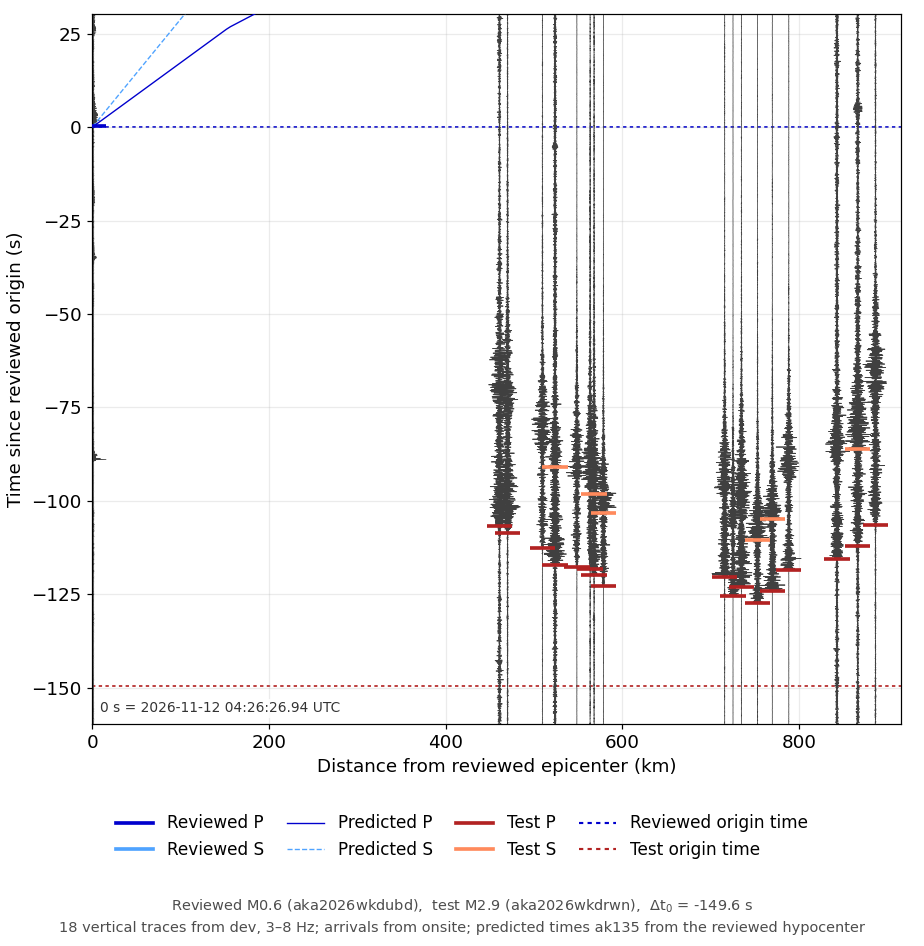 25
0
−25
−50
−75
−100
−125
−150
Time since reviewed origin (s)
0 s = 2026-11-12 04:26:26.94 UTC
0 200 400 600 800
Distance from reviewed epicenter (km)
Reviewed P Predicted P Test P Reviewed origin time
Reviewed S Predicted S Test S Test origin time
Reviewed M0.6 (aka2026wkdubd), test M2.9 (aka2026wkdrwn), Δt₀ = -149.6 s
18 vertical traces from dev, 3–8 Hz; arrivals from onsite; predicted times ak135 from the reviewed hypocenter